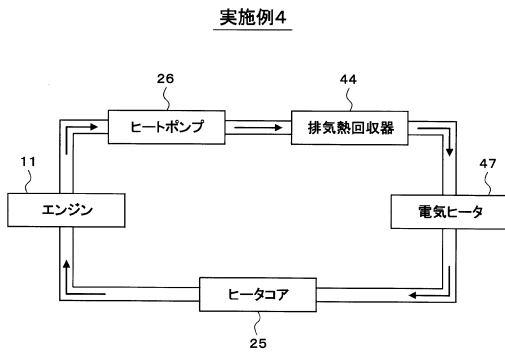 実施例4
26
ヒートポンプ
44
排気熱回収器
11
エンジン
47
電気ヒータ
ヒータコア
25